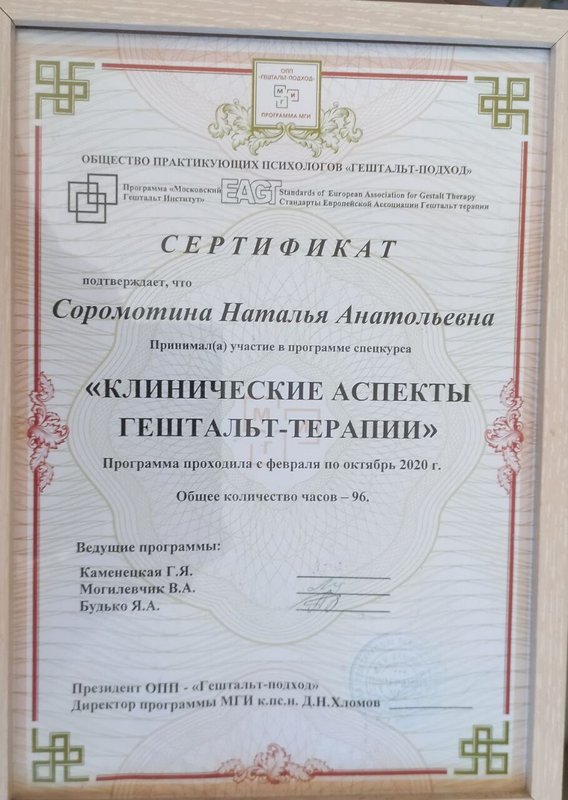 ОПП
«ГЕШТАЛЬТ-ПОДХОД»
М
И
Г
ПРОГРАММА МГИ
ОБЩЕСТВО ПРАКТИКУЮЩИХ ПСИХОЛОГОВ «ГЕШТАЛЬТ-ПОДХОД»
Программа «Московский
Гештальт Институт»
EAGT
Standards of European Association for Gestalt Therapy
Стандарты Европейской Ассоциации Гештальт терапии
СЕРТИФИКАТ
подтверждает, что
Соромотина Наталья Анатольевна
Принимал(а) участие в программе спецкурса
«КЛИНИЧЕСКИЕ АСПЕКТЫ
ГЕШТАЛЬТ-ТЕРАПИИ»
Программа проходила с февраля по октябрь 2020 г.
Общее количество часов – 96.
Ведущие программы:
Каменецкая Г.Я.
Могилевчик В.А.
Будько Я.А.
Президент ОПП - «Гештальт-подход»
Директор программы МГИ к.пс.н. Д.Н.Хломов